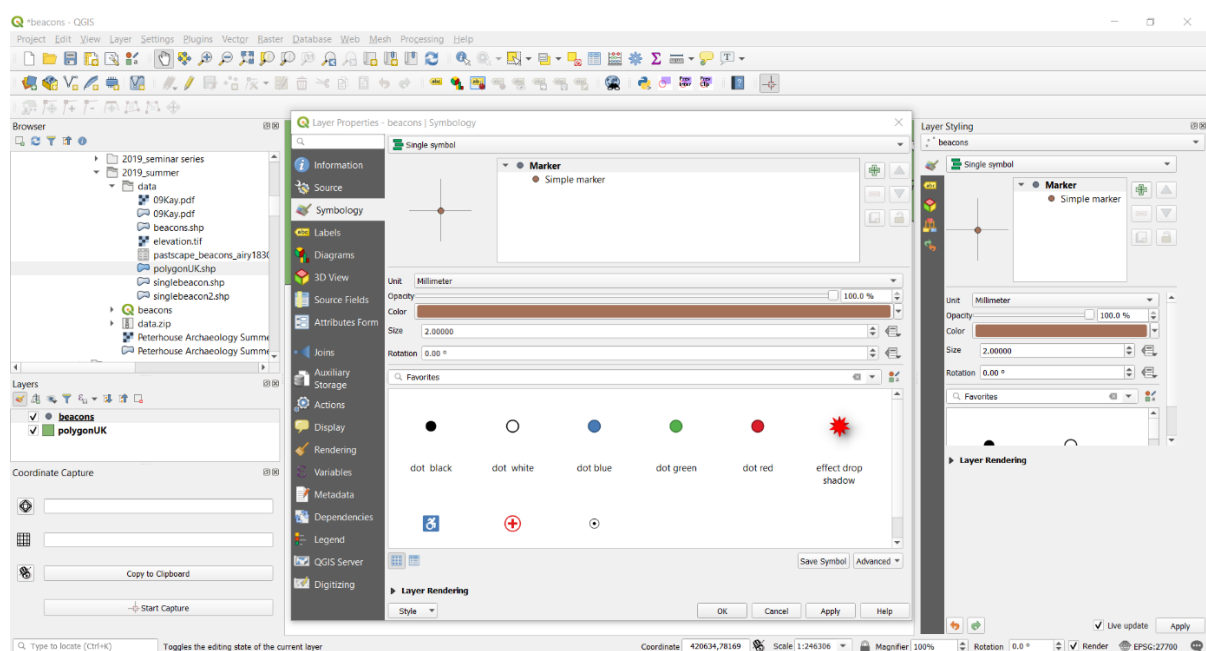 *beacons - QGIS
Project Edit View Layer Settings Plugins Vector Raster Database Web Mesh Processing Help
Browser
2019_seminar series
2019_summer
data
09Kay.pdf
09Kay.pdf
beacons.shp
elevation.tif
pastscape_beacons_airy1830
polygonUK.shp
singlebeacon.shp
singlebeacon2.shp
beacons
data.zip
Peterhouse Archaeology Summe
Peterhouse Archaeology Summe
Layers
beacons
polygonUK
Coordinate Capture
Copy to Clipboard
Start Capture
Layer Properties - beacons | Symbology
Information
Source
Symbology
Labels
Diagrams
3D View
Source Fields
Attributes Form
Joins
Auxiliary
Storage
Actions
Display
Rendering
Variables
Metadata
Dependencies
Legend
QGIS Server
Digitizing
Single symbol
Marker
Simple marker
Unit Millimeter
Opacity 100.0 %
Color
Size 2.00000
Rotation 0.00 °
Favorites
dot black dot white dot blue dot green dot red effect drop
shadow
Save Symbol Advanced
Layer Rendering
Style OK Cancel Apply Help
Layer Styling
beacons
Single symbol
Marker
Simple marker
Unit Millimeter
Opacity 100.0 %
Color
Size 2.00000
Rotation 0.00 °
Favorites
Layer Rendering
Live update Apply
Type to locate (Ctrl+K) Toggles the editing state of the current layer Coordinate 420634,78169 Scale 1:246306 Magnifier 100% Rotation 0.0 ° Render EPSG:27700